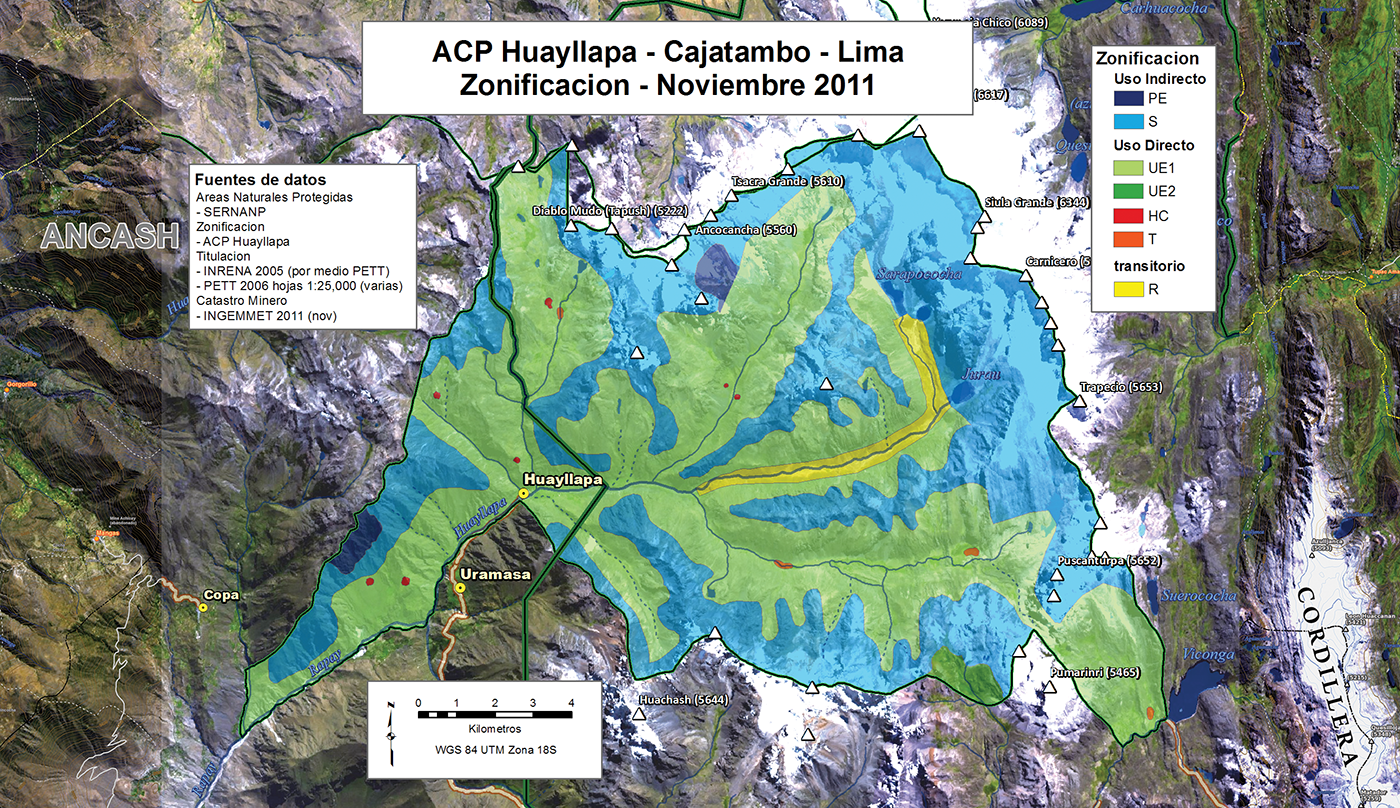 ACP Huayllapa - Cajatambo - Lima
Zonificacion - Noviembre 2011
Carhuacocha
Chico (6089)
(6617)
Zonificacion
Uso Indirecto
PE
S
Uso Directo
UE1
UE2
HC
T
transitorio
R
Fuentes de datos
Areas Naturales Protegidas
- SERNANP
Zonificacion
- ACP Huayllapa
Titulacion
- INRENA 2005 (por medio PETT)
- PETT 2006 hojas 1:25,000 (varias)
Catastro Minero
- INGEMMET 2011 (nov)
ANCASH
Tsacra Grande (5610)
Diablo Mudo (Tapush) (5222)
Ancocancha (5560)
Siula Grande (6344)
Carnicero (5
Sarapococha
Jurau
Trapecio (5653)
Gorgorillo
Mangas
Copa
Huayllapa
Huayllapa
Uramasa
Rapay
Puscanturpa (5652)
Suerococha
Viconga
Pumarinri (5465)
Huachash (5644)
CORDILLERA
N
0 1 2 3 4
Kilometros
WGS 84 UTM Zona 18S